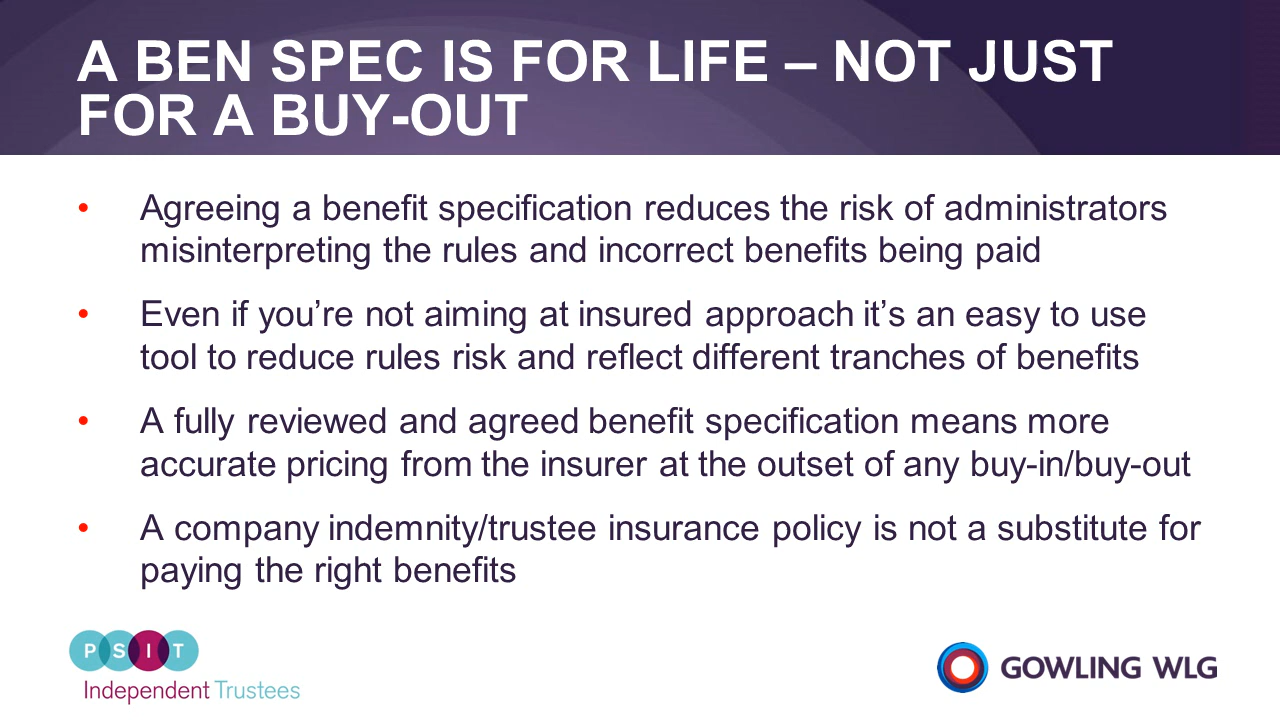 A BEN SPEC IS FOR LIFE – NOT JUST
FOR A BUY-OUT
• Agreeing a benefit specification reduces the risk of administrators
misinterpreting the rules and incorrect benefits being paid
• Even if you’re not aiming at insured approach it’s an easy to use
tool to reduce rules risk and reflect different tranches of benefits
• A fully reviewed and agreed benefit specification means more
accurate pricing from the insurer at the outset of any buy-in/buy-out
• A company indemnity/trustee insurance policy is not a substitute for
paying the right benefits
PSIT
Independent Trustees
GOWLING WLG